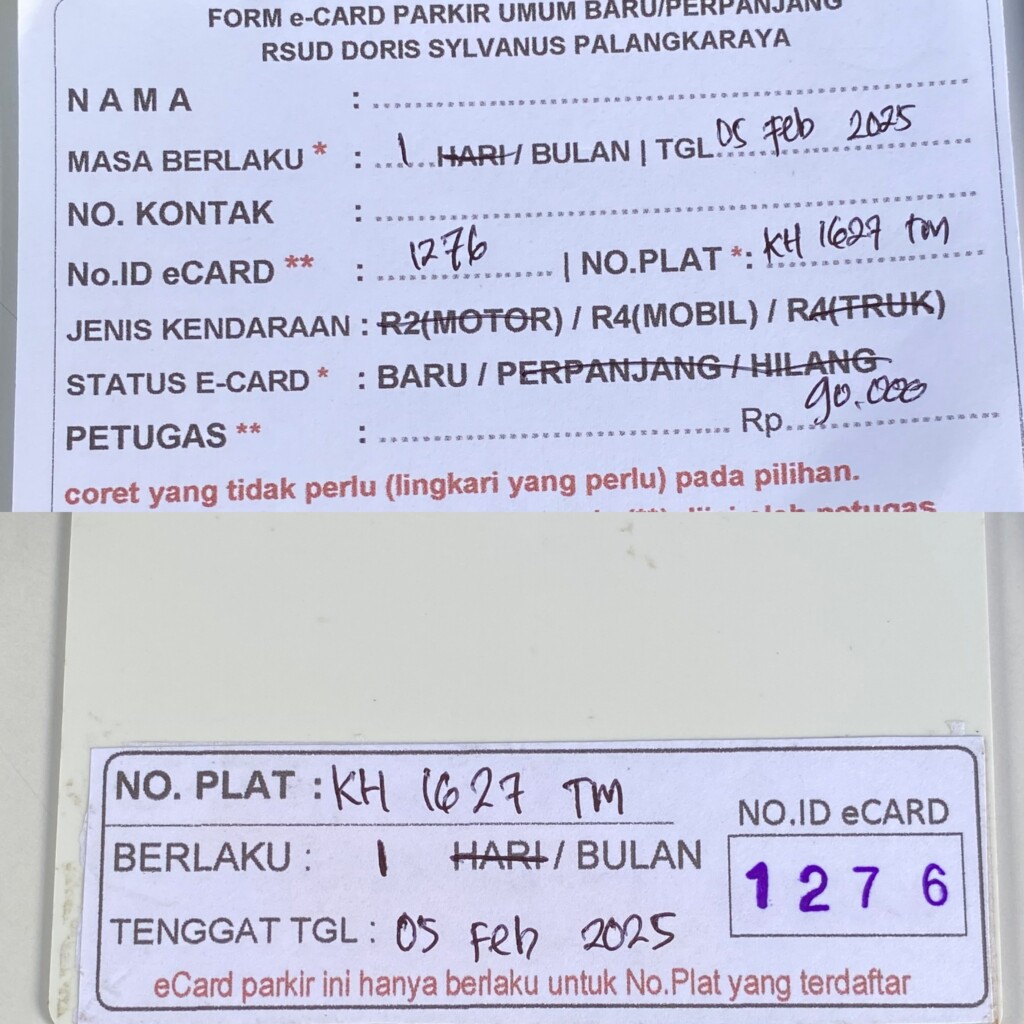 FORM e-CARD PARKIR UMUM BARU/PERPANJANG
RSUD DORIS SYLVANUS PALANGKARAYA
N A M A :
MASA BERLAKU * : 1 HARI / BULAN | TGL 05 Feb 2025
NO. KONTAK :
No.ID eCARD ** : 1276 | NO.PLAT *: KH 1627 TM
JENIS KENDARAAN : R2(MOTOR) / R4(MOBIL) / R4(TRUK)
STATUS E-CARD * : BARU / PERPANJANG / HILANG
PETUGAS ** : Rp. 90.000
coret yang tidak perlu (lingkari yang perlu) pada pilihan.
(**) diisi oleh petugas
NO. PLAT : KH 1627 TM
BERLAKU : 1 HARI / BULAN
TENGGAT TGL : 05 Feb 2025
NO.ID eCARD
1276
eCard parkir ini hanya berlaku untuk No.Plat yang terdaftar